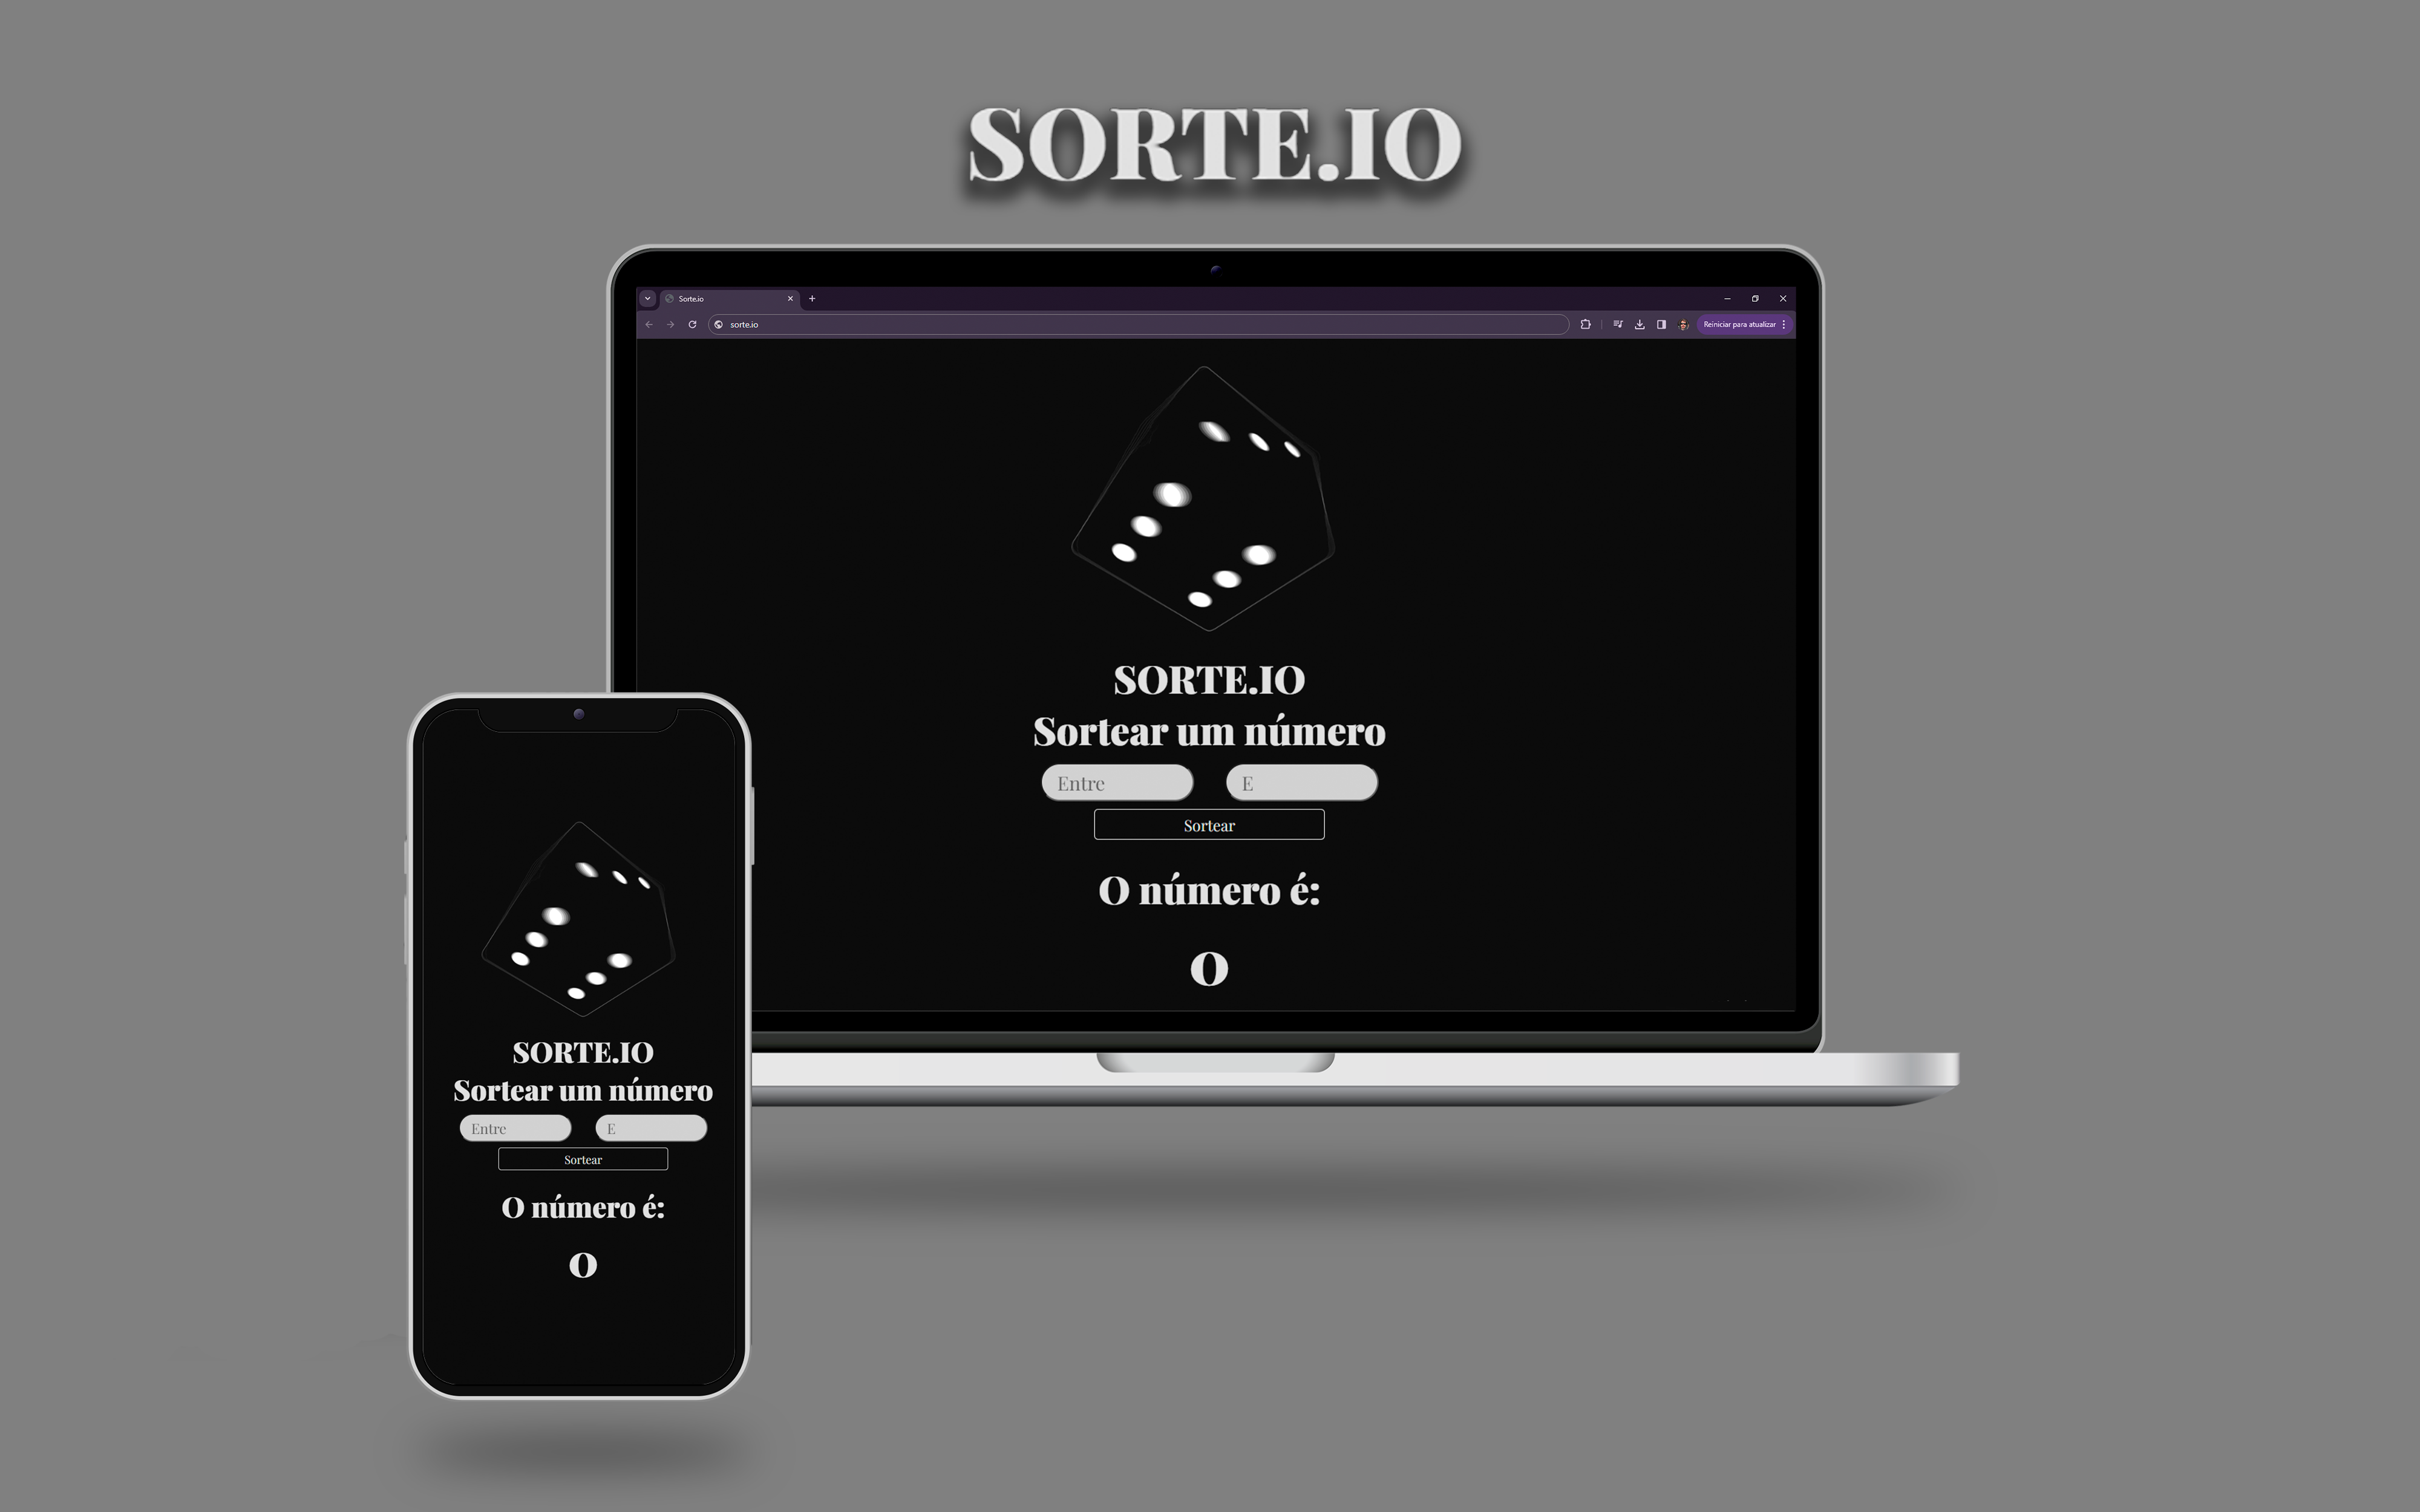 SORTE.IO
Sorte.io
sorte.io
Reiniciar para atualizar
SORTE.IO
Sortear um número
Entre
E
Sortear
O número é:
0
SORTE.IO
Sortear um número
Entre
E
Sortear
O número é:
0